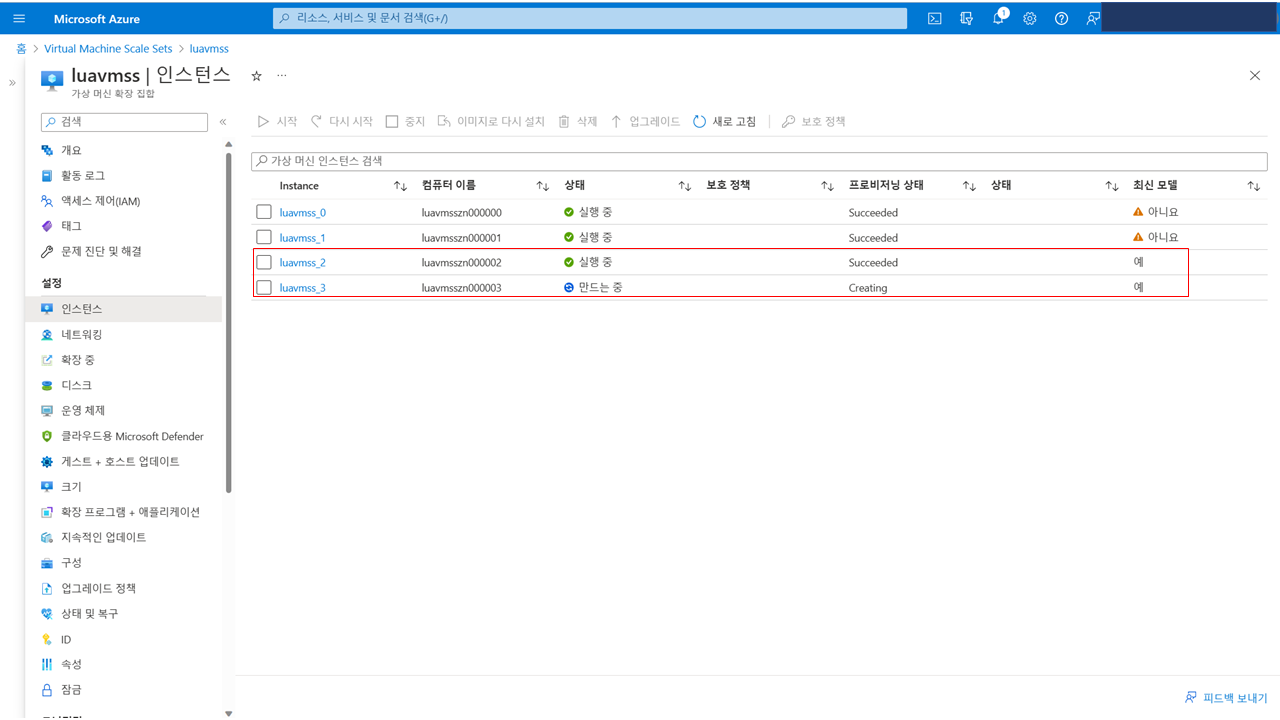 Microsoft Azure
리소스, 서비스 및 문서 검색(G+/)
1
홈 > Virtual Machine Scale Sets > luavmss
luavmss | 인스턴스
가상 머신 확장 집합
검색
개요
활동 로그
액세스 제어(IAM)
태그
문제 진단 및 해결
설정
인스턴스
네트워킹
확장 중
디스크
운영 체제
클라우드용 Microsoft Defender
게스트 + 호스트 업데이트
크기
확장 프로그램 + 애플리케이션
지속적인 업데이트
구성
업그레이드 정책
상태 및 복구
ID
속성
잠금
시작 다시 시작 중지 이미지로 다시 설치 삭제 업그레이드 새로 고침 보호 정책
가상 머신 인스턴스 검색
Instance 컴퓨터 이름 상태 보호 정책 프로비저닝 상태 상태 최신 모델
luavmss_0 luavmsszn000000 실행 중 Succeeded 아니요
luavmss_1 luavmsszn000001 실행 중 Succeeded 아니요
luavmss_2 luavmsszn000002 실행 중 Succeeded 예
luavmss_3 luavmsszn000003 만드는 중 Creating 예
피드백 보내기